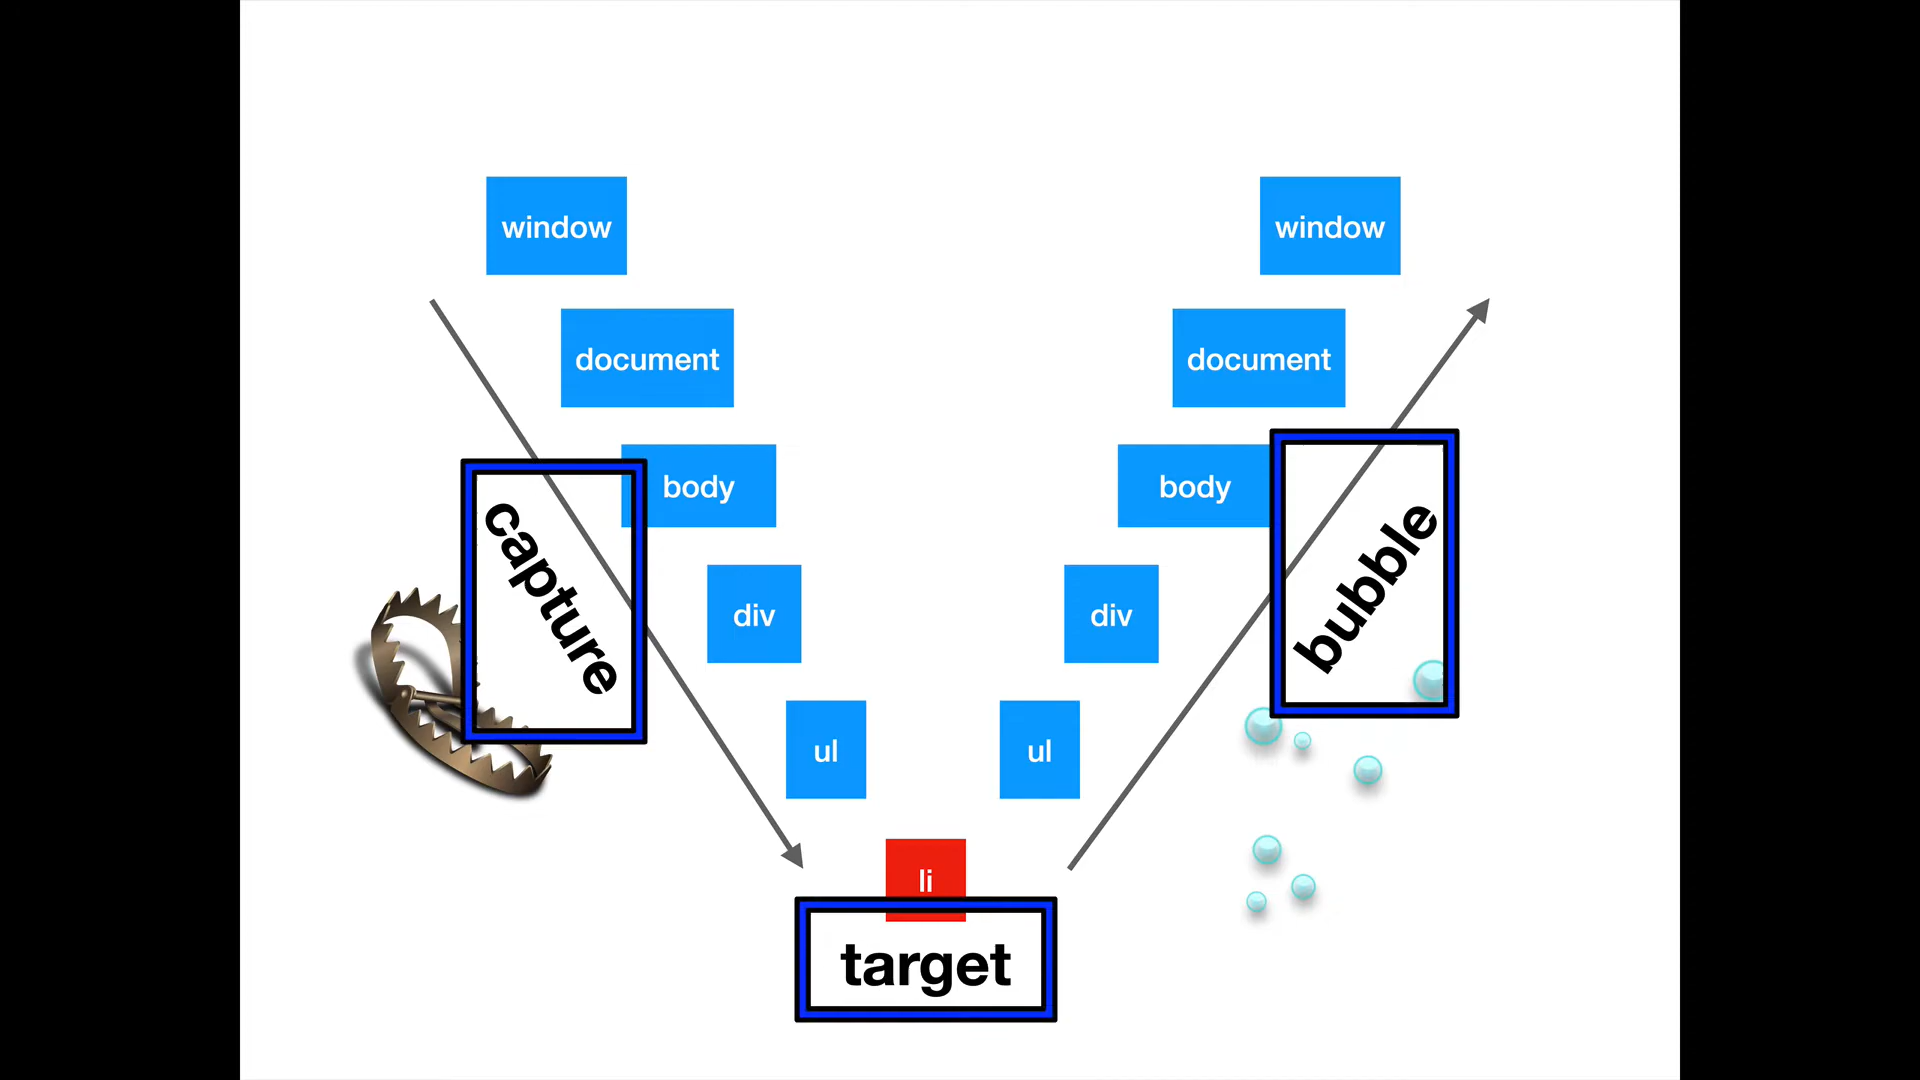 window
window
document
document
body
body
capture
bubble
div
div
ul
ul
li
target